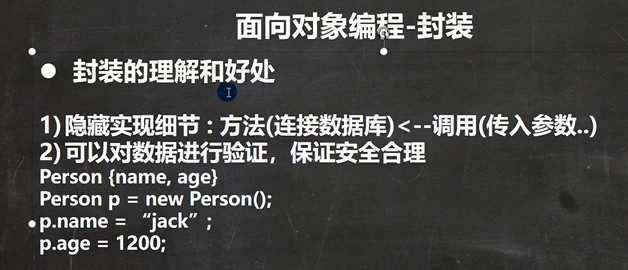 面向对象编程-封装
● 封装的理解和好处
1) 隐藏实现细节：方法(连接数据库)<--调用(传入参数..)
2) 可以对数据进行验证，保证安全合理
Person {name, age}
Person p = new Person();
p.name = “jack”;
p.age = 1200;